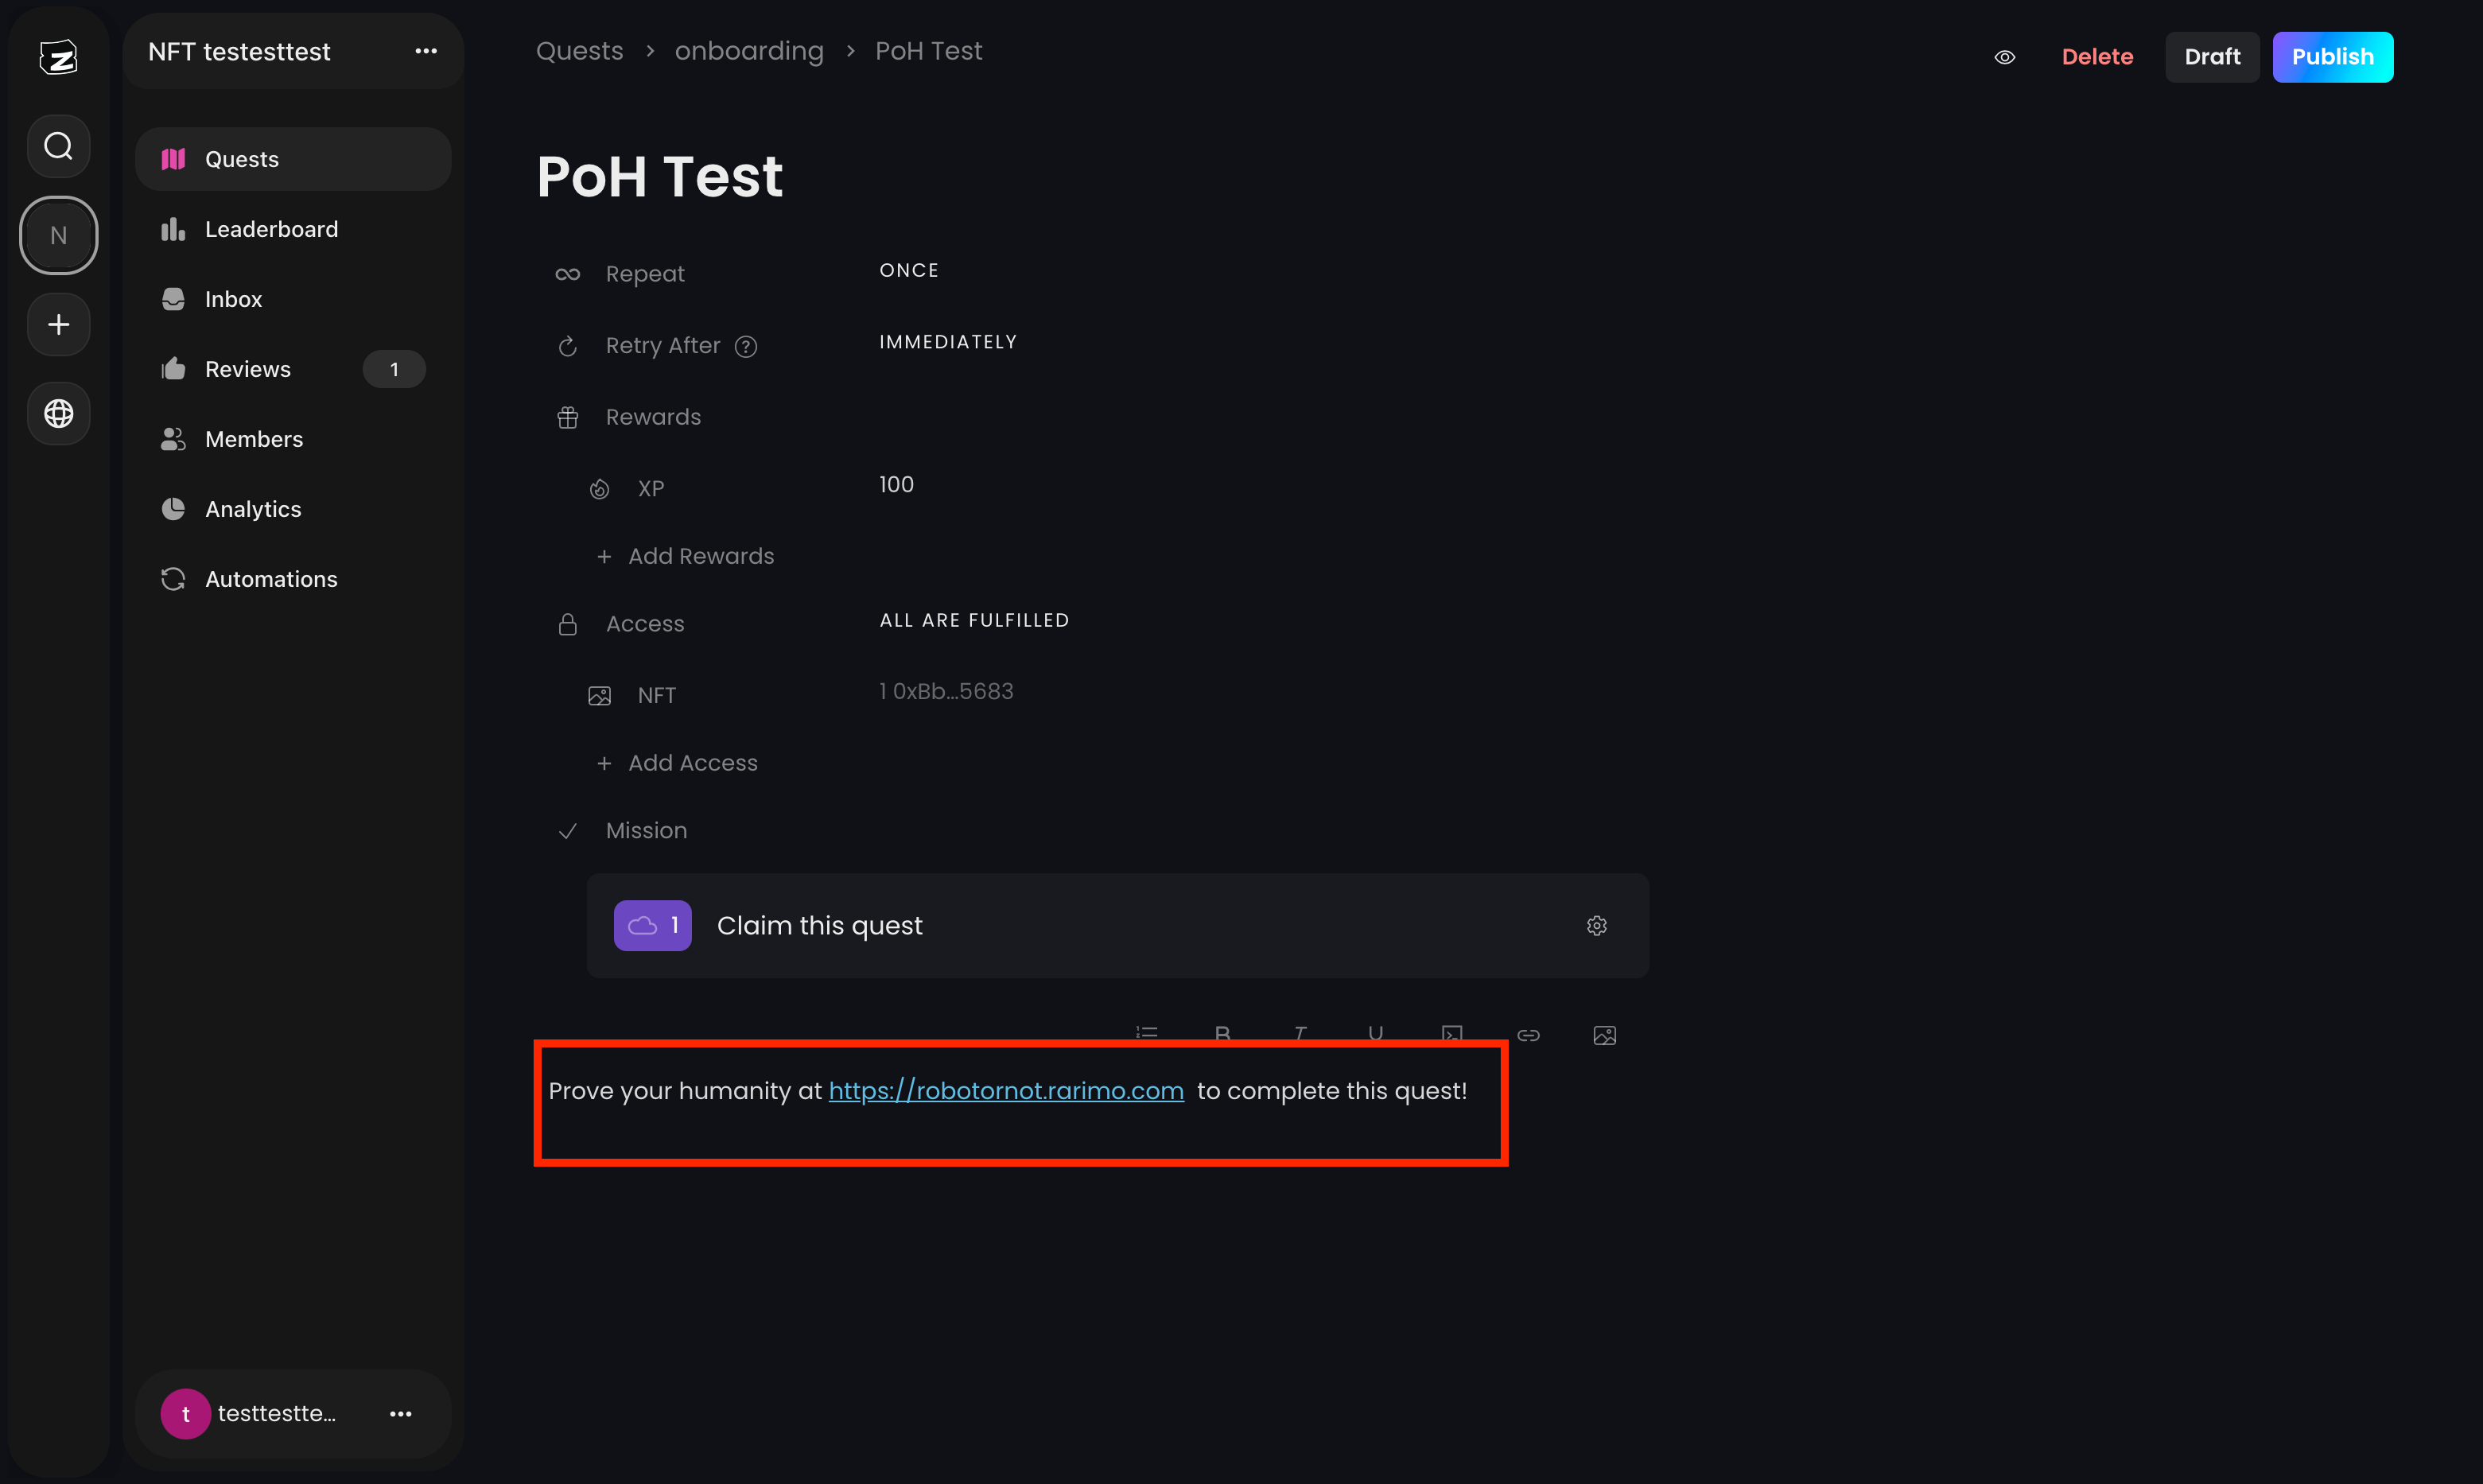 NFT testesttest
Quests > onboarding > PoH Test
Delete
Draft
Publish
N
Quests
Leaderboard
Inbox
Reviews 1
Members
Analytics
Automations
PoH Test
Repeat ONCE
Retry After ? IMMEDIATELY
Rewards
XP 100
+ Add Rewards
Access ALL ARE FULFILLED
NFT 1 0xBb...5683
+ Add Access
Mission
1 Claim this quest
B T U
Prove your humanity at https://robotornot.rarimo.com to complete this quest!
t testtestte...